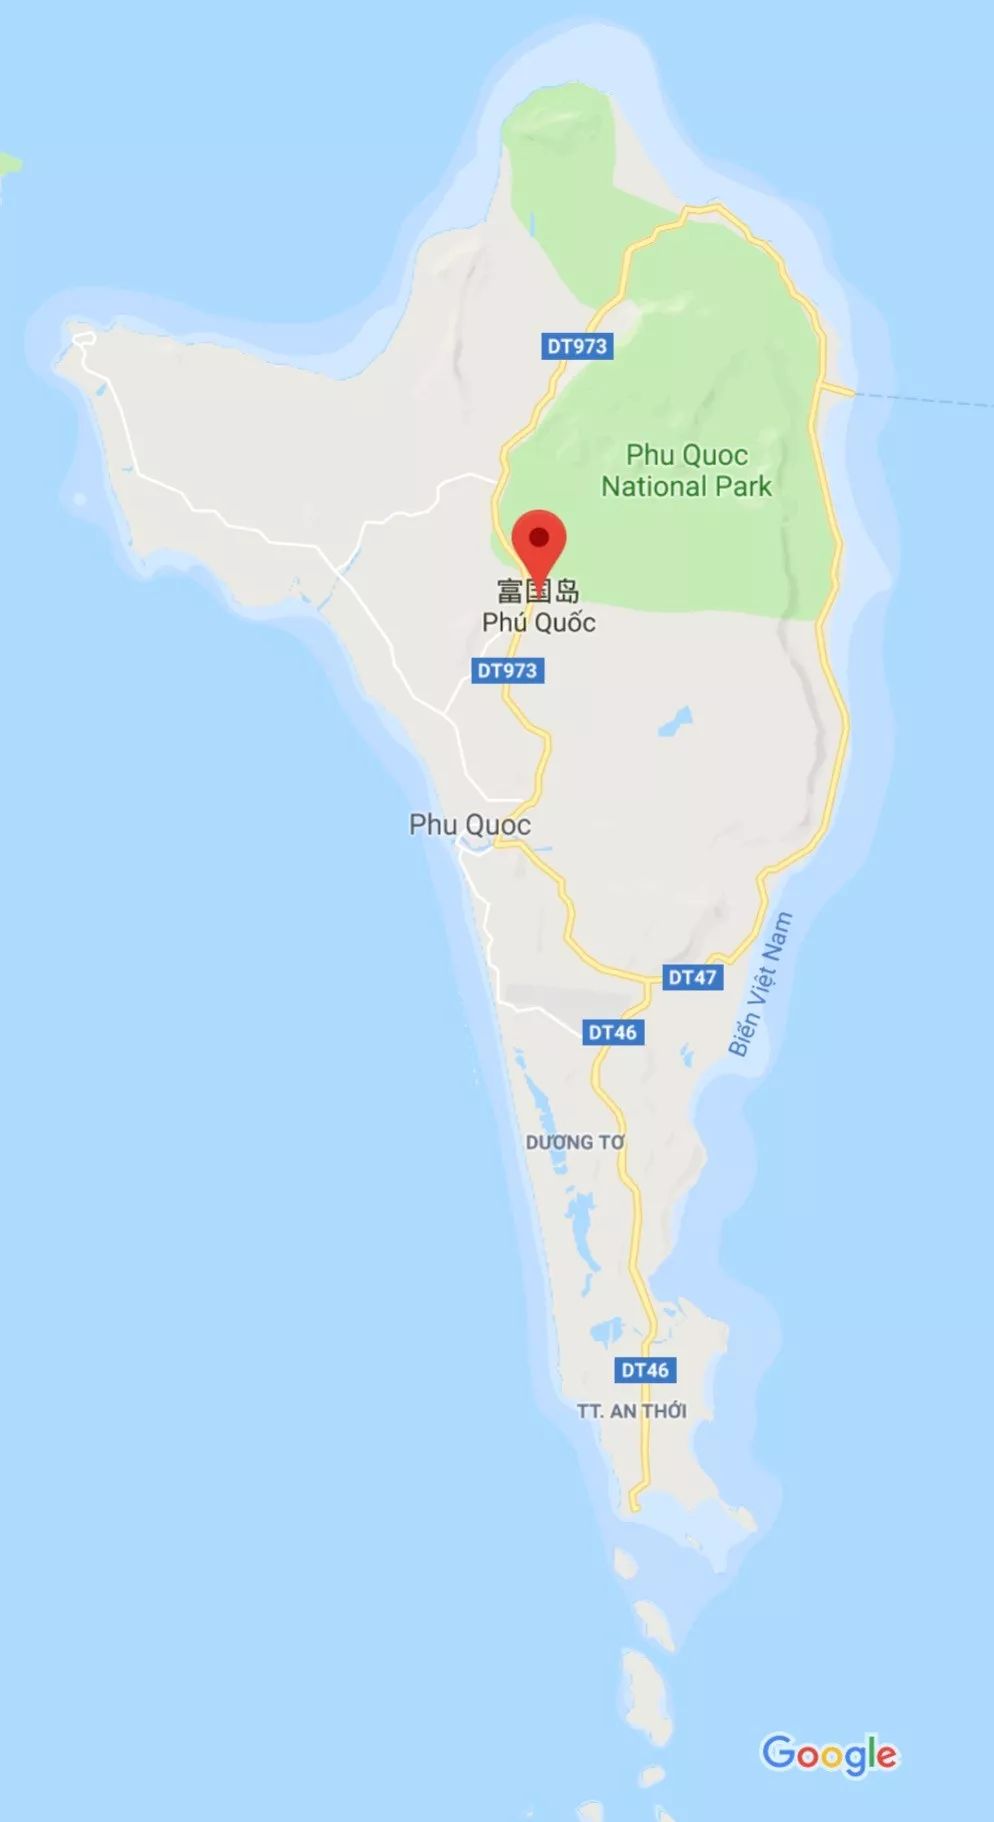 DT973
Phu Quoc
National Park
富国岛
Phú Quốc
DT973
Phu Quoc
DT47
Biển Việt Nam
DT46
DƯƠNG TƠ
DT46
TT. AN THỚI
Google